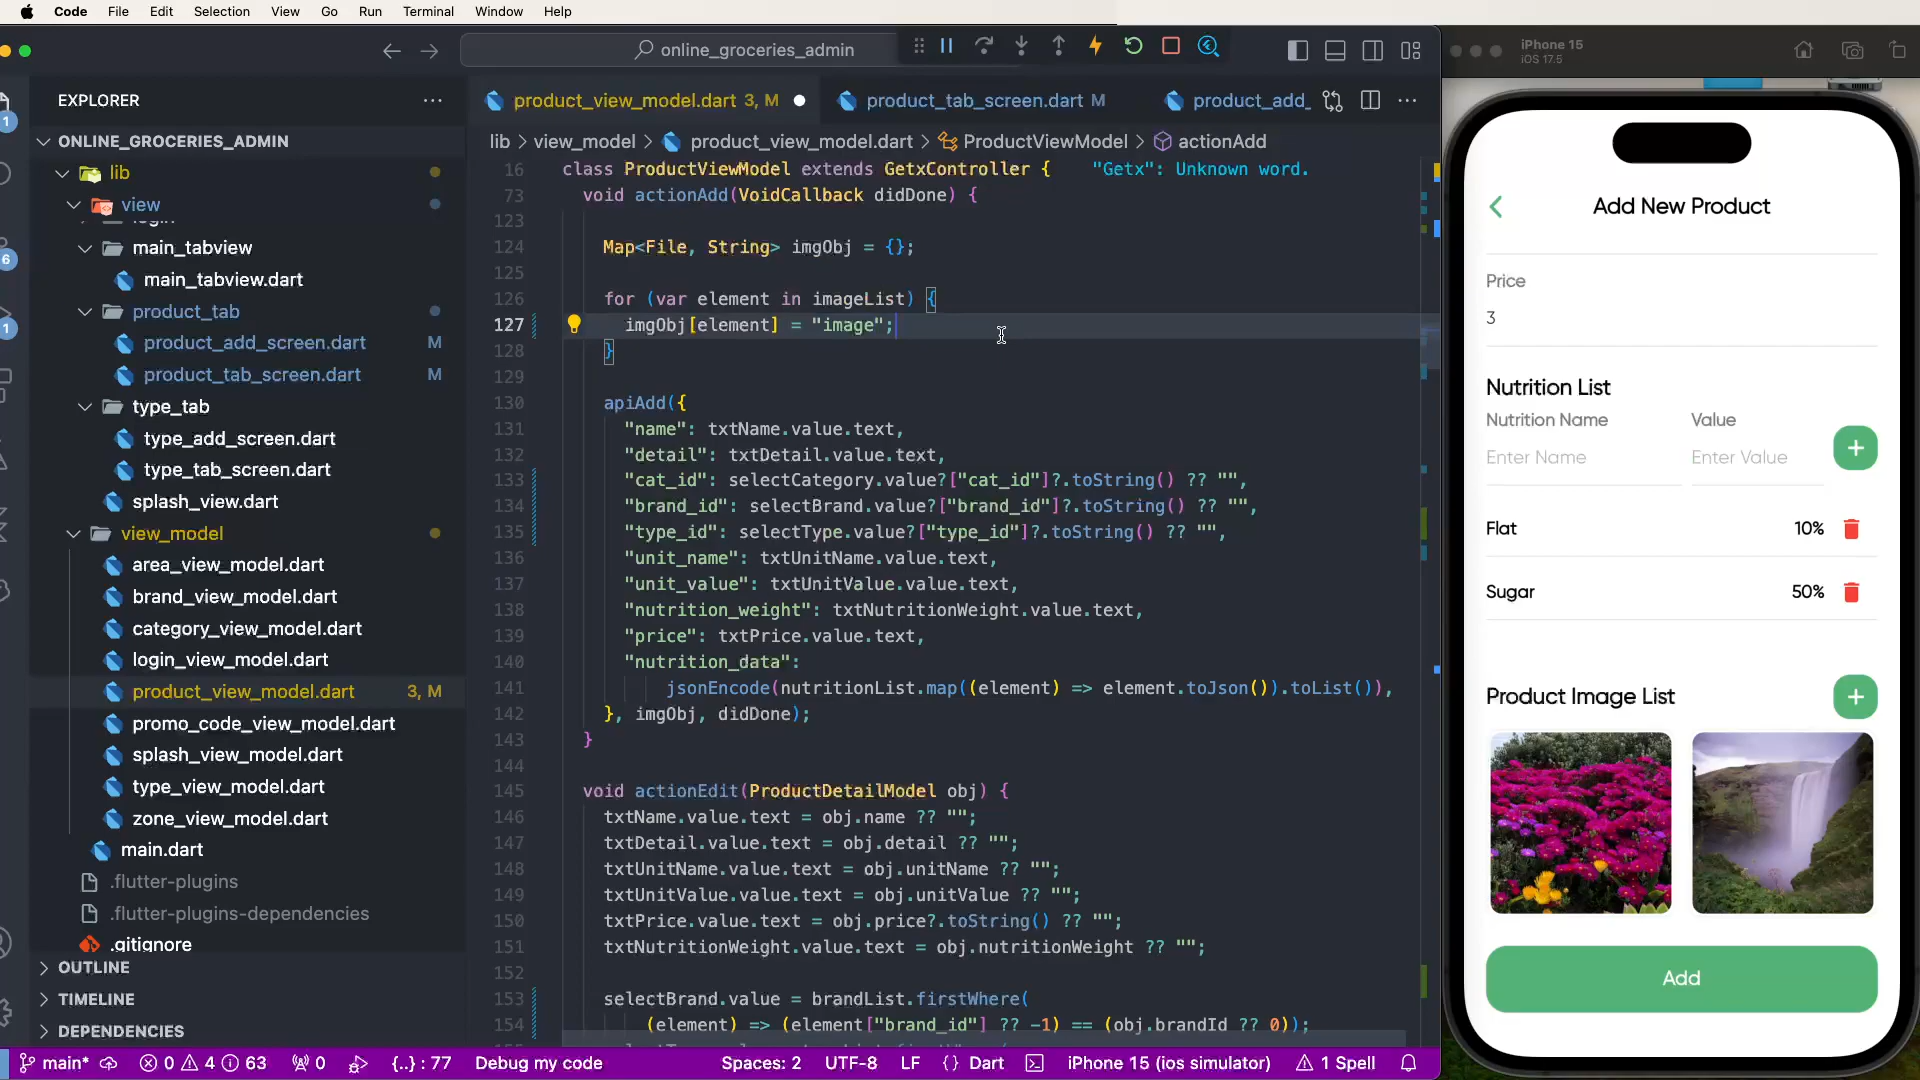 Code File Edit Selection View Go Run Terminal Window Help
online_groceries_admin
iPhone 15
iOS 17.5
EXPLORER
product_view_model.dart 3, M
product_tab_screen.dart M
product_add_
ONLINE_GROCERIES_ADMIN
lib > view_model > product_view_model.dart > ProductViewModel > actionAdd
lib
view
main_tabview
main_tabview.dart
product_tab
product_add_screen.dart M
product_tab_screen.dart M
type_tab
type_add_screen.dart
type_tab_screen.dart
splash_view.dart
view_model
area_view_model.dart
brand_view_model.dart
category_view_model.dart
login_view_model.dart
product_view_model.dart 3, M
promo_code_view_model.dart
splash_view_model.dart
type_view_model.dart
zone_view_model.dart
main.dart
.flutter-plugins
.flutter-plugins-dependencies
.gitignore
OUTLINE
TIMELINE
DEPENDENCIES
1
6
1
16 class ProductViewModel extends GetxController { "Getx": Unknown word.
73 void actionAdd(VoidCallback didDone) {
123
124 Map<File, String> imgObj = {};
125
126 for (var element in imageList) {
127 imgObj[element] = "image";
128 }
129
130 apiAdd({
131 "name": txtName.value.text,
132 "detail": txtDetail.value.text,
133 "cat_id": selectCategory.value?["cat_id"]?.toString() ?? "",
134 "brand_id": selectBrand.value?["brand_id"]?.toString() ?? "",
135 "type_id": selectType.value?["type_id"]?.toString() ?? "",
136 "unit_name": txtUnitName.value.text,
137 "unit_value": txtUnitValue.value.text,
138 "nutrition_weight": txtNutritionWeight.value.text,
139 "price": txtPrice.value.text,
140 "nutrition_data":
141 jsonEncode(nutritionList.map((element) => element.toJson()).toList()),
142 }, imgObj, didDone);
143 }
144
145 void actionEdit(ProductDetailModel obj) {
146 txtName.value.text = obj.name ?? "";
147 txtDetail.value.text = obj.detail ?? "";
148 txtUnitName.value.text = obj.unitName ?? "";
149 txtUnitValue.value.text = obj.unitValue ?? "";
150 txtPrice.value.text = obj.price?.toString() ?? "";
151 txtNutritionWeight.value.text = obj.nutritionWeight ?? "";
152
153 selectBrand.value = brandList.firstWhere(
154 (element) => (element["brand_id"] ?? -1) == (obj.brandId ?? 0));
Add New Product
Price
3
Nutrition List
Nutrition Name Value
Enter Name Enter Value
Flat 10%
Sugar 50%
Product Image List
Add
main* 0 4 63 0 {..} : 77 Debug my code Spaces: 2 UTF-8 LF {} Dart iPhone 15 (ios simulator) 1 Spell